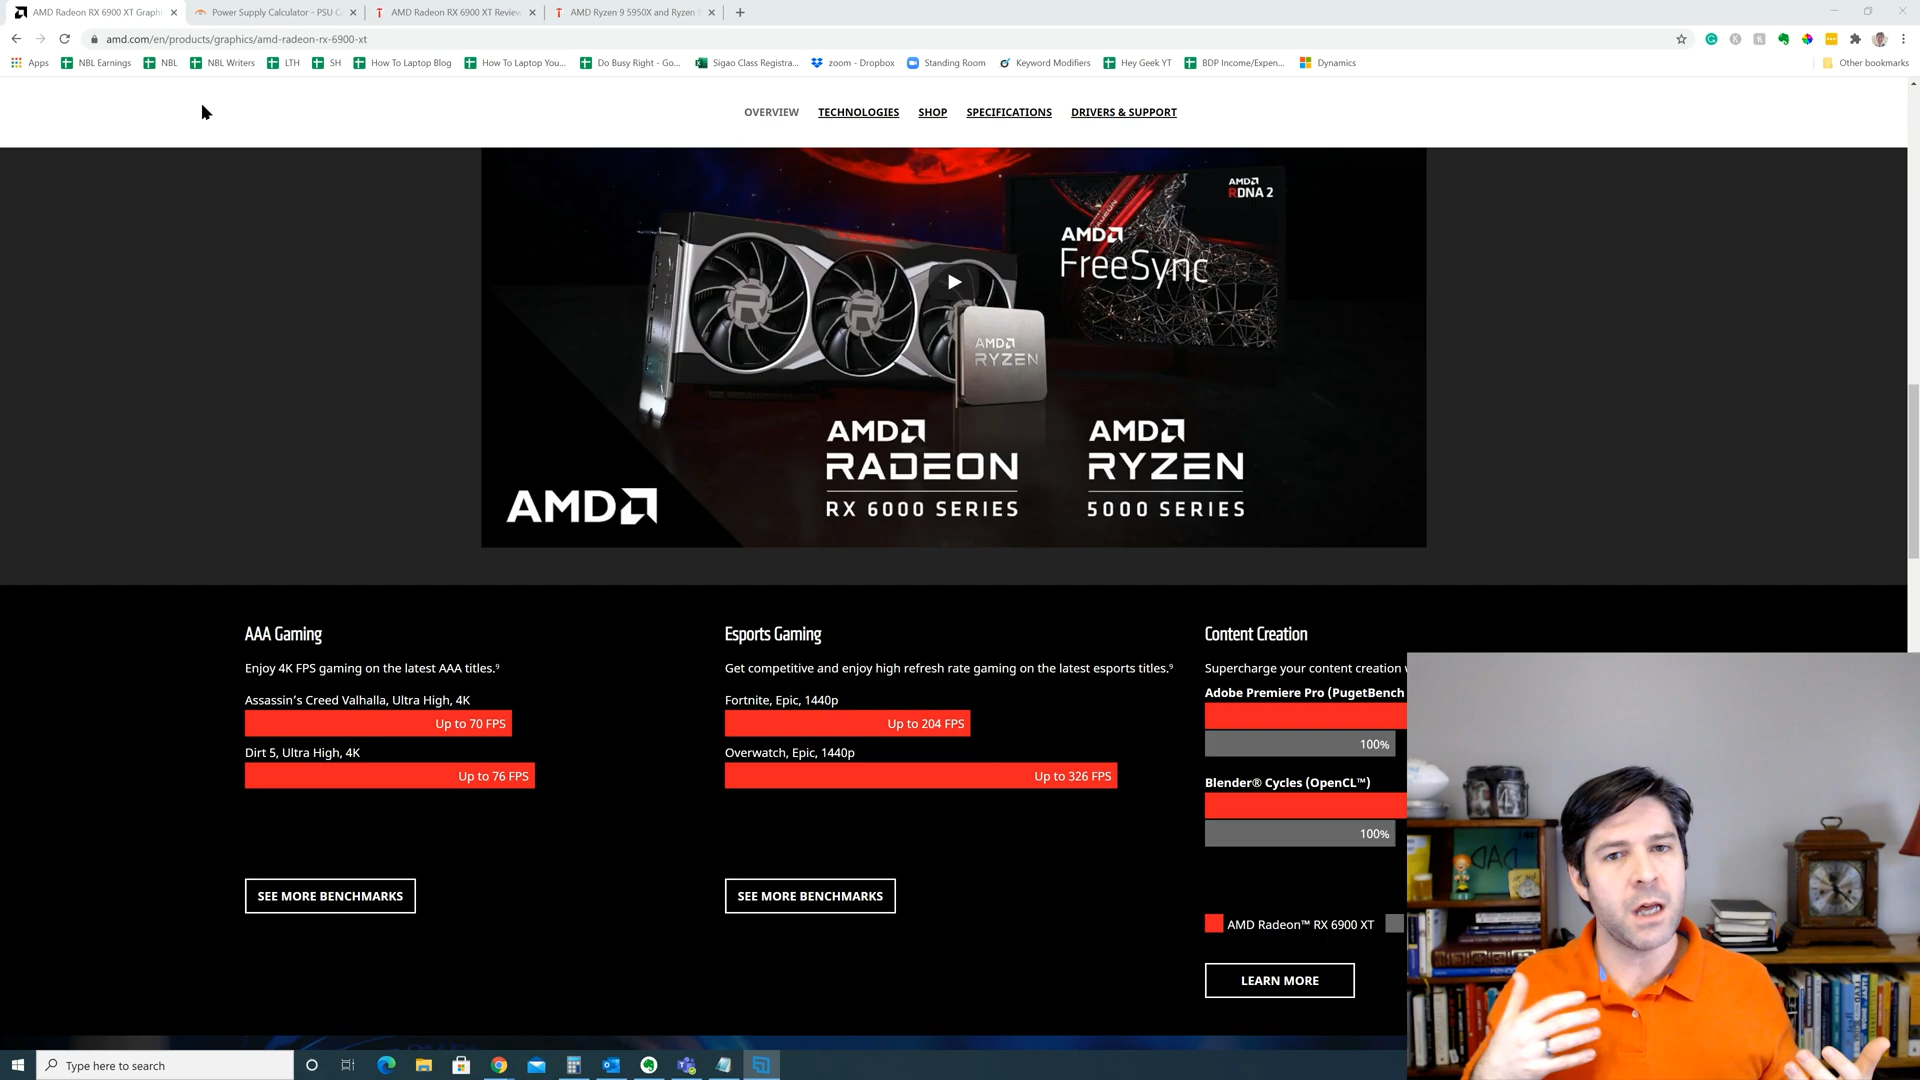 AMD Radeon RX 6900 XT Graphi
Power Supply Calculator - PSU C
AMD Radeon RX 6900 XT Review
AMD Ryzen 9 5950X and Ryzen
amd.com/en/products/graphics/amd-radeon-rx-6900-xt
Apps
NBL Earnings
NBL
NBL Writers
LTH
SH
How To Laptop Blog
How To Laptop You...
Do Busy Right - Go...
Sigao Class Registra...
zoom - Dropbox
Standing Room
Keyword Modifiers
Hey Geek YT
BDP Income/Expen...
Dynamics
Other bookmarks
OVERVIEW
TECHNOLOGIES
SHOP
SPECIFICATIONS
DRIVERS & SUPPORT
AMD
RDNA 2
AMD
FreeSync
AMD
RYZEN
AMD
RADEON
RX 6000 SERIES
AMD
RYZEN
5000 SERIES
AMD
AAA Gaming
Enjoy 4K FPS gaming on the latest AAA titles.⁹
Assassin's Creed Valhalla, Ultra High, 4K
Up to 70 FPS
Dirt 5, Ultra High, 4K
Up to 76 FPS
SEE MORE BENCHMARKS
Esports Gaming
Get competitive and enjoy high refresh rate gaming on the latest esports titles.⁹
Fortnite, Epic, 1440p
Up to 204 FPS
Overwatch, Epic, 1440p
Up to 326 FPS
SEE MORE BENCHMARKS
Content Creation
Supercharge your content creation
Adobe Premiere Pro (PugetBench
100%
Blender® Cycles (OpenCL™)
100%
AMD Radeon™ RX 6900 XT
LEARN MORE
DAD
Type here to search